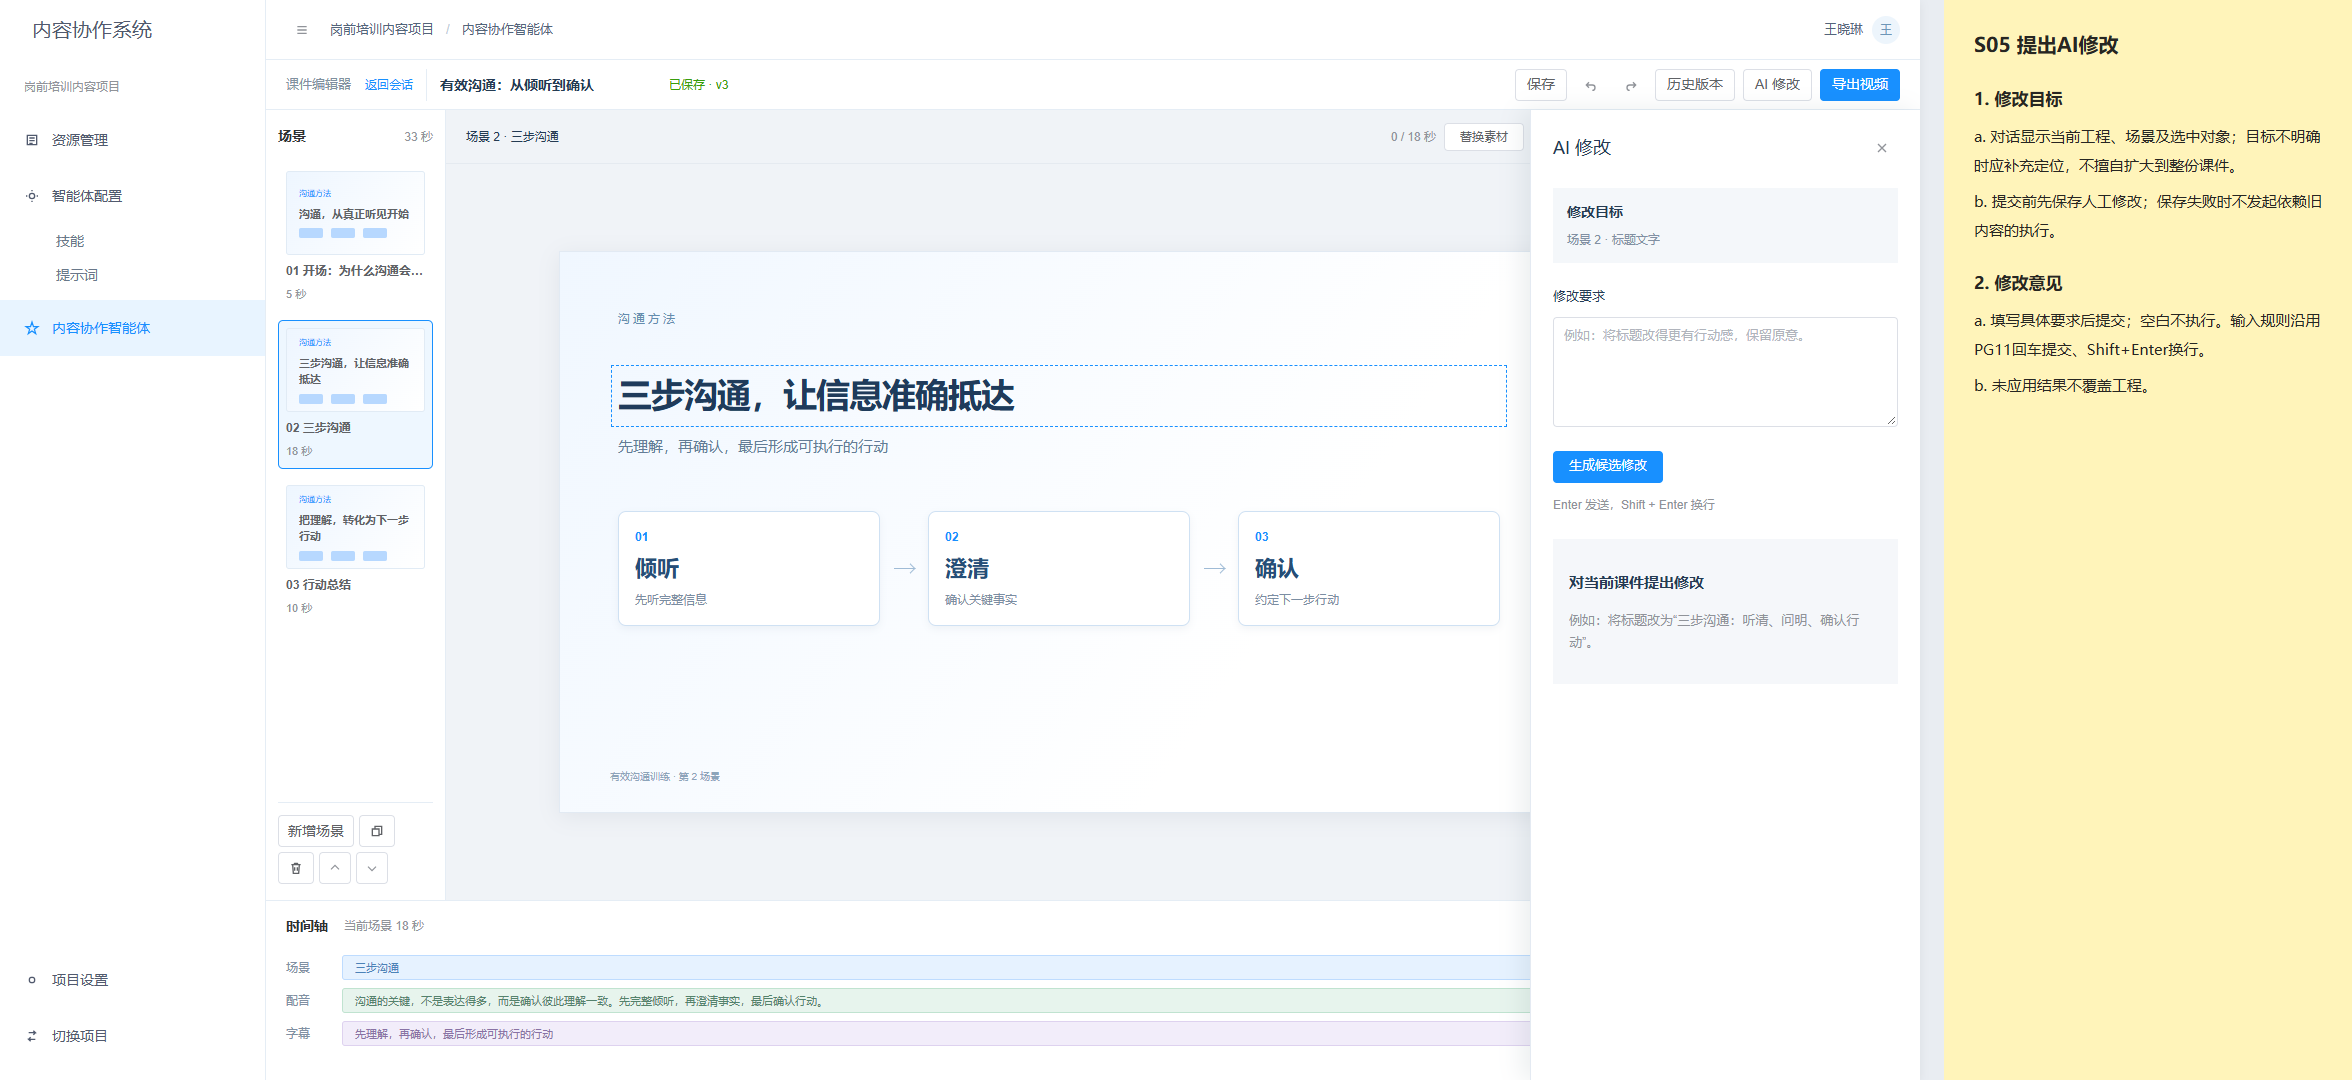 内容协作系统
岗前培训内容项目
资源管理
智能体配置
技能
提示词
内容协作智能体
项目设置
切换项目
岗前培训内容项目 / 内容协作智能体
王晓琳 王
课件编辑器 返回会话 有效沟通：从倾听到确认 已保存 · v3
保存 历史版本 AI 修改 导出视频
场景 33 秒
沟通方法
沟通，从真正听见开始
01 开场：为什么沟通会...
5 秒
沟通方法
三步沟通，让信息准确
抵达
02 三步沟通
18 秒
沟通方法
把理解，转化为下一步
行动
03 行动总结
10 秒
新增场景
场景 2 · 三步沟通 0 / 18 秒 替换素材
沟通方法
三步沟通，让信息准确抵达
先理解，再确认，最后形成可执行的行动
01
倾听
先听完整信息
02
澄清
确认关键事实
03
确认
约定下一步行动
有效沟通训练 · 第 2 场景
时间轴 当前场景 18 秒
场景 三步沟通
配音 沟通的关键，不是表达得多，而是确认彼此理解一致。先完整倾听，再澄清事实，最后确认行动。
字幕 先理解，再确认，最后形成可执行的行动
AI 修改
修改目标
场景 2 · 标题文字
修改要求
例如：将标题改得更有行动感，保留原意。
生成候选修改
Enter 发送，Shift + Enter 换行
对当前课件提出修改
例如：将标题改为“三步沟通：听清、问明、确认行
动”。
S05 提出AI修改
1. 修改目标
a. 对话显示当前工程、场景及选中对象；目标不明确
时应补充定位，不擅自扩大到整份课件。
b. 提交前先保存人工修改；保存失败时不发起依赖旧
内容的执行。
2. 修改意见
a. 填写具体要求后提交；空白不执行。输入规则沿用
PG11回车提交、Shift+Enter换行。
b. 未应用结果不覆盖工程。